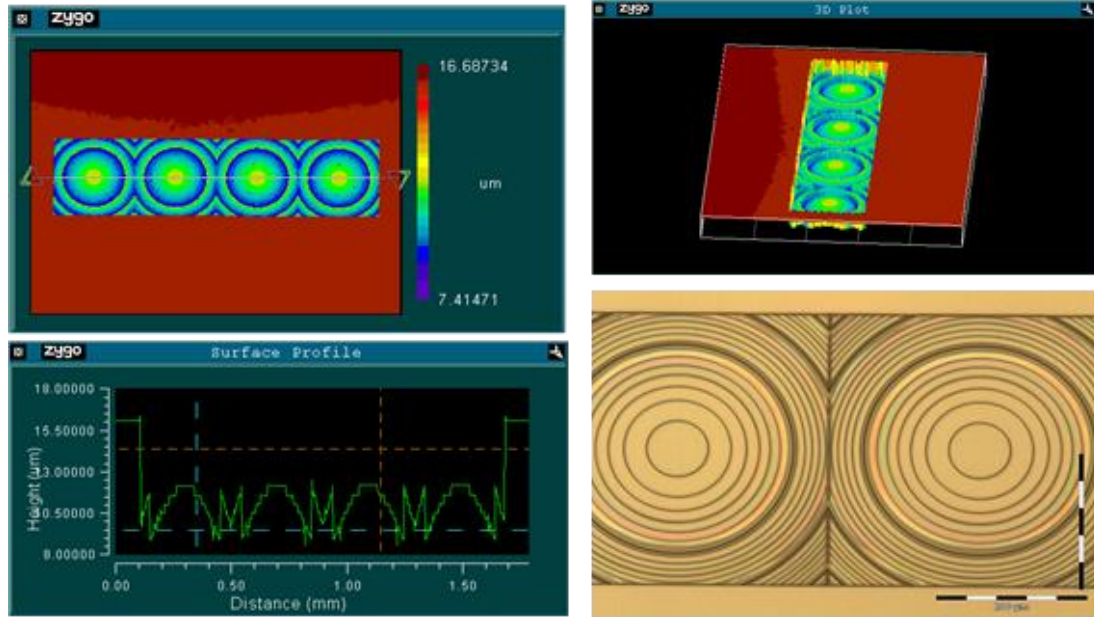 zygo
16.68734
um
7.41471
zygo
3D Plot
zygo
Surface Profile
18.00000
15.50000
13.00000
10.50000
8.00000
Height (µm)
0.00
0.50
1.00
1.50
Distance (mm)